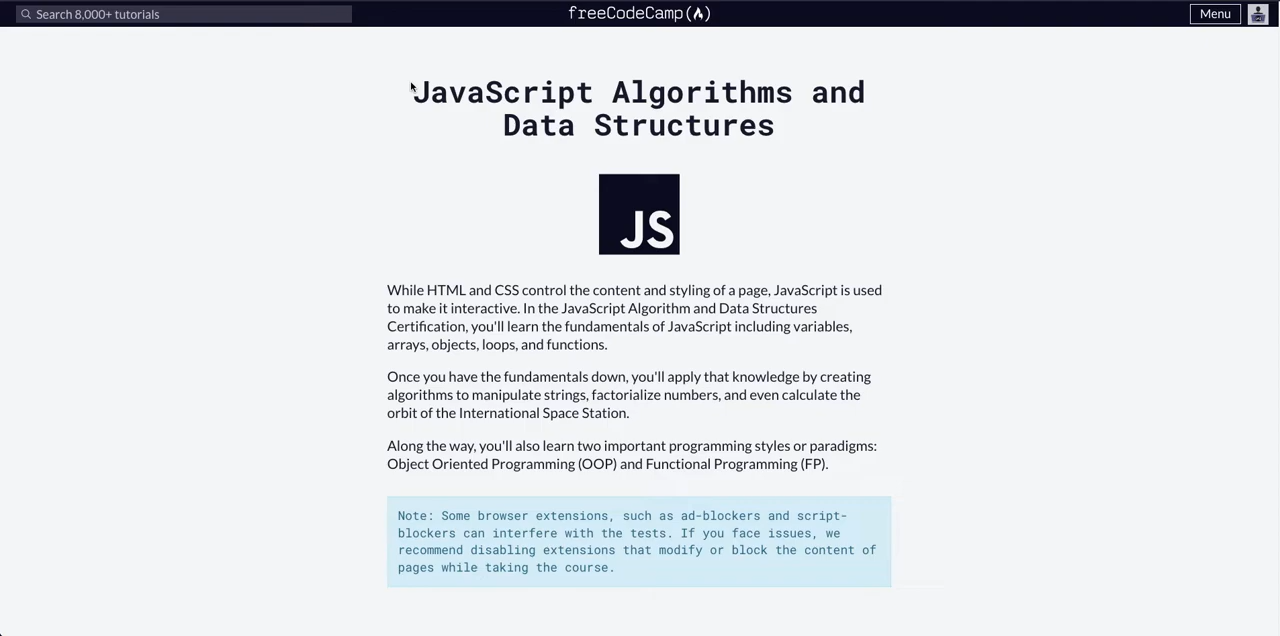 Search 8,000+ tutorials
freeCodeCamp
Menu
JavaScript Algorithms and
Data Structures
JS
While HTML and CSS control the content and styling of a page, JavaScript is used
to make it interactive. In the JavaScript Algorithm and Data Structures
Certification, you'll learn the fundamentals of JavaScript including variables,
arrays, objects, loops, and functions.
Once you have the fundamentals down, you'll apply that knowledge by creating
algorithms to manipulate strings, factorialize numbers, and even calculate the
orbit of the International Space Station.
Along the way, you'll also learn two important programming styles or paradigms:
Object Oriented Programming (OOP) and Functional Programming (FP).
Note: Some browser extensions, such as ad-blockers and script-
blockers can interfere with the tests. If you face issues, we
recommend disabling extensions that modify or block the content of
pages while taking the course.